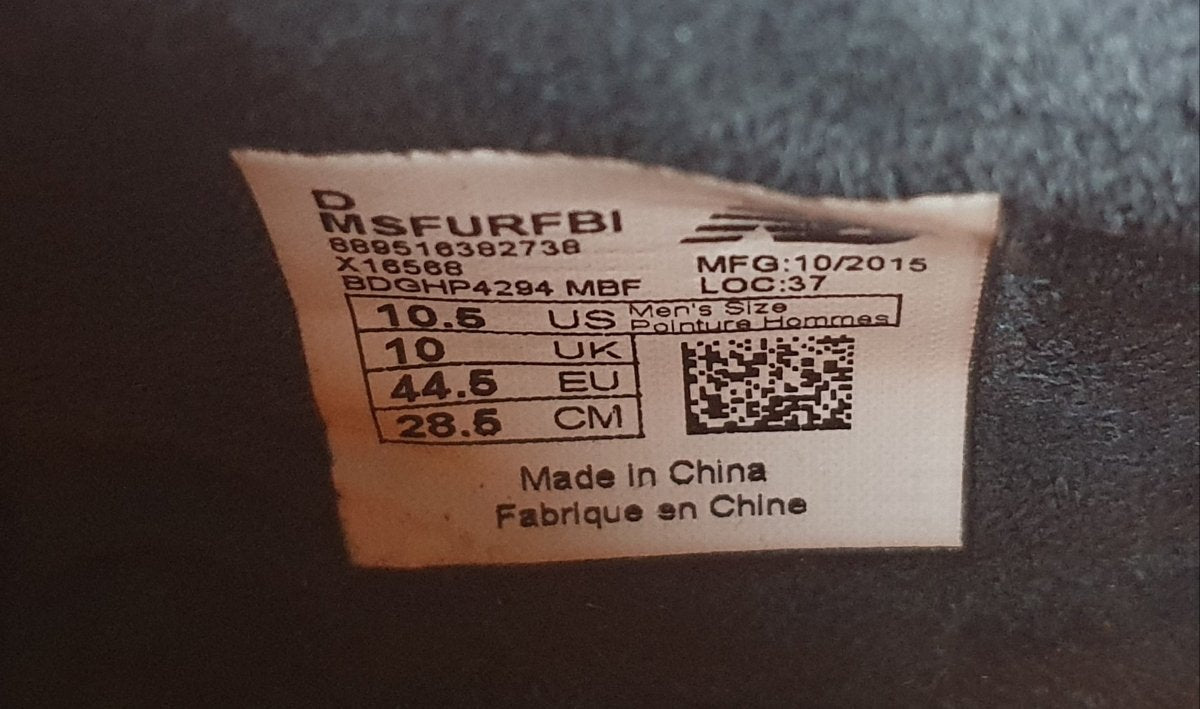 D
MSFURFBI
889516382738
X16568
BDGHP4294 MBF
MFG:10/2015
LOC:37
10.5 US Men's Size
Pointure Hommes
10 UK
44.5 EU
28.5 CM
Made in China
Fabrique en Chine